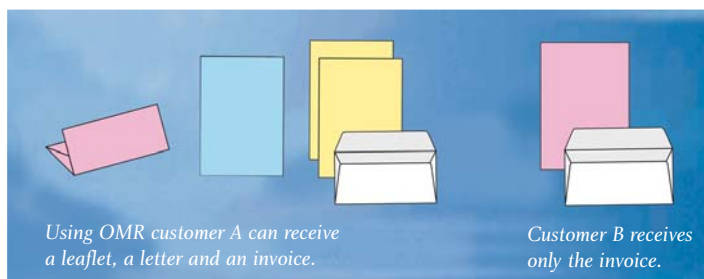 Using OMR customer A can receive
a leaflet, a letter and an invoice.
Customer B receives
only the invoice.